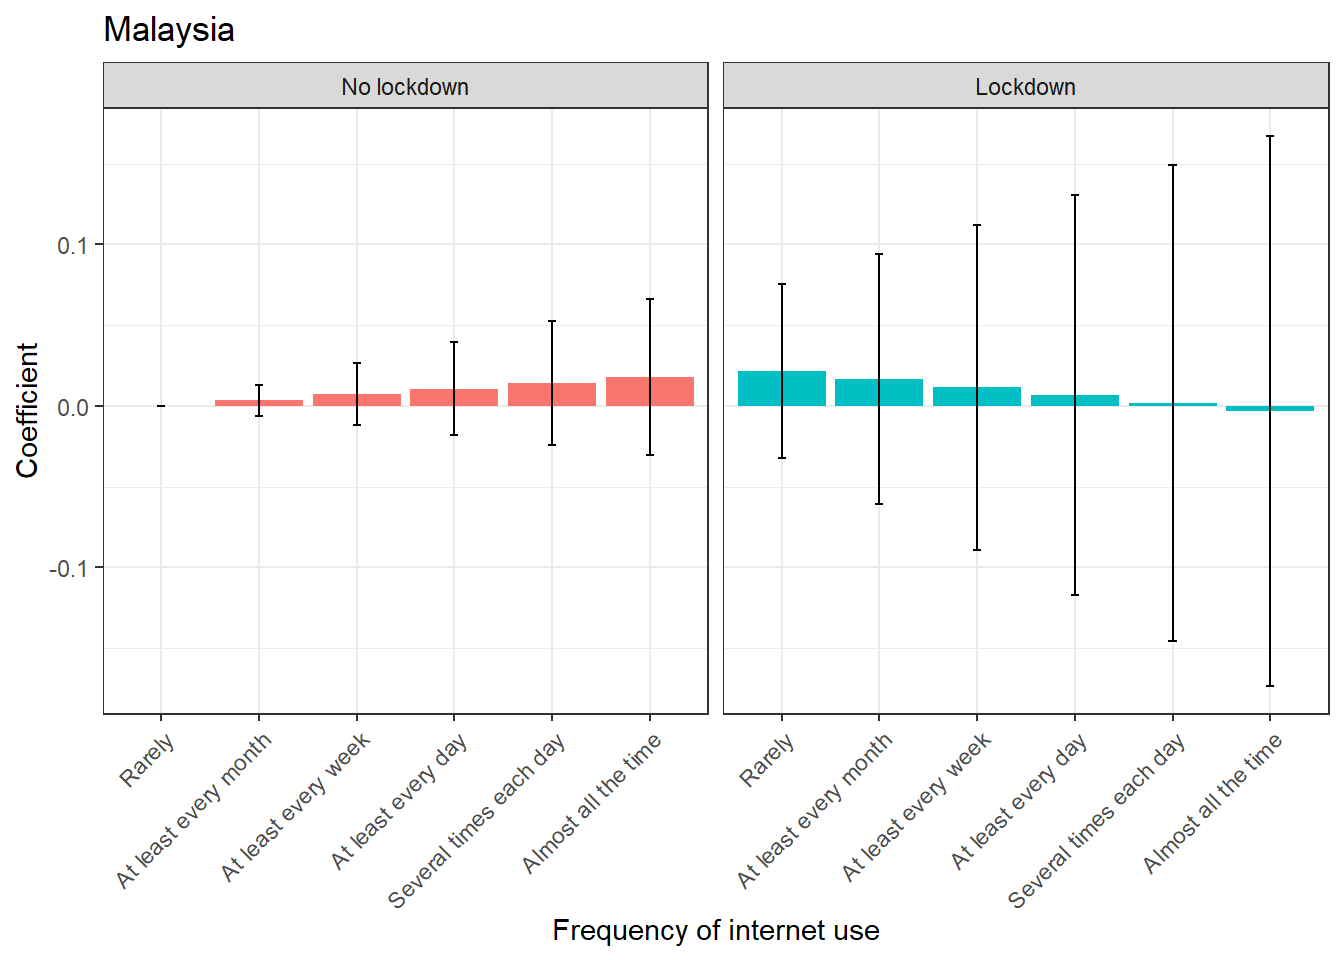 Malaysia
No lockdown
Lockdown
Coefficient
0.1
0.0
-0.1
Rarely
At least every month
At least every week
At least every day
Several times each day
Almost all the time
Rarely
At least every month
At least every week
At least every day
Several times each day
Almost all the time
Frequency of internet use